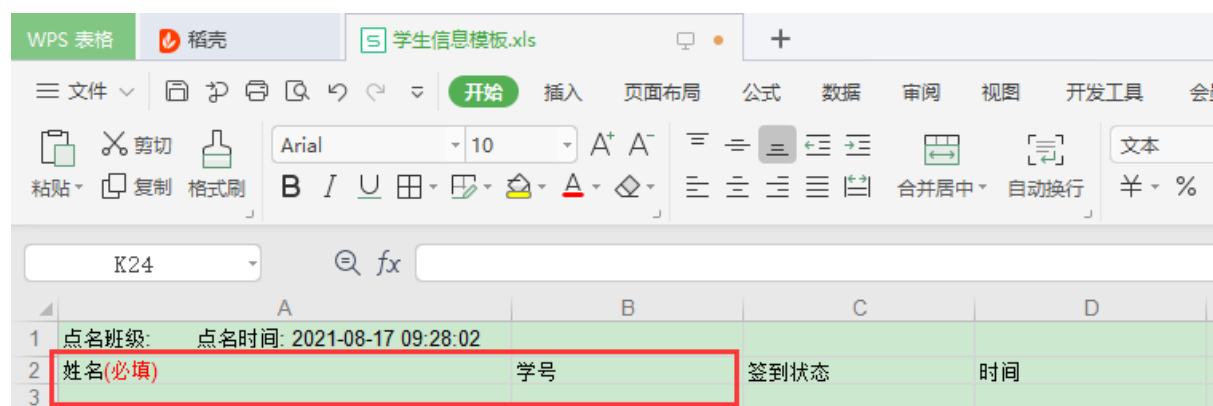 WPS 表格 稻壳 S 学生信息模板.xls +
文件 开始 插入 页面布局 公式 数据 审阅 视图 开发工具
剪切 Arial 10 A+ A- 文本
粘贴 复制 格式刷 B I U A 合并居中 自动换行 ¥ %
K24 fx
A B C D
1 点名班级: 点名时间: 2021-08-17 09:28:02
2 姓名(必填) 学号 签到状态 时间
3